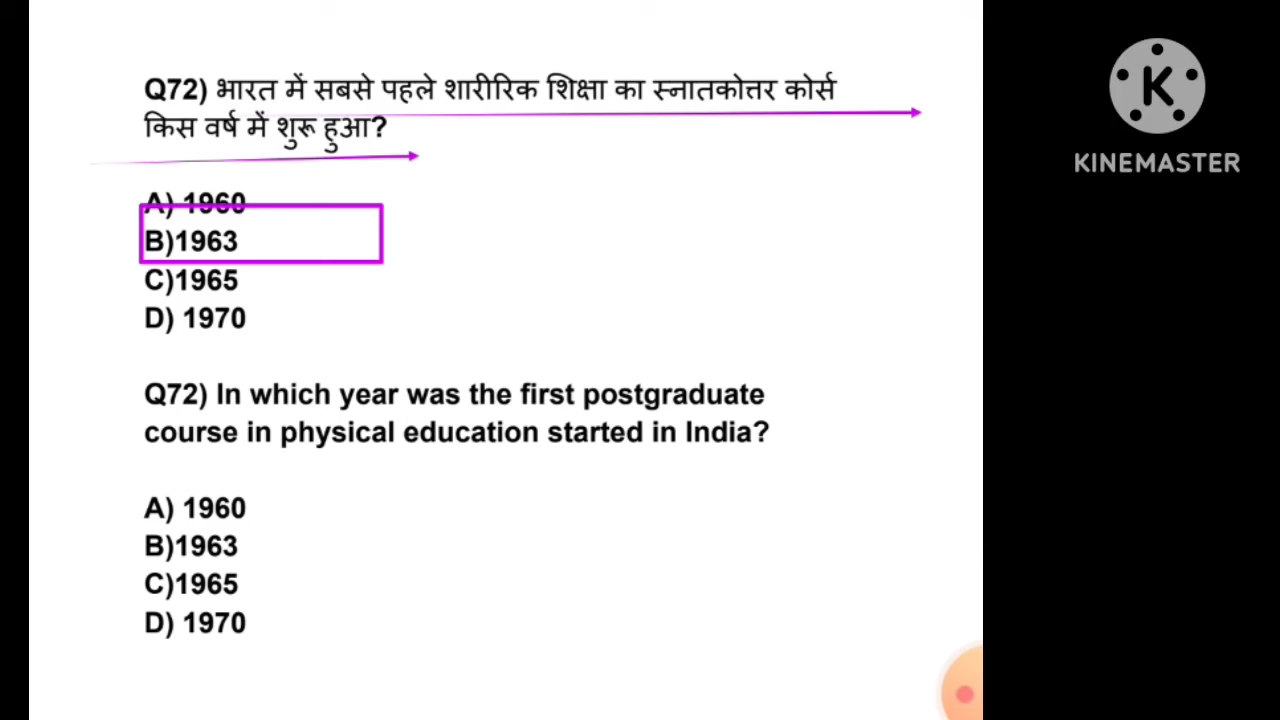 Q72) भारत में सबसे पहले शारीरिक शिक्षा का स्नातकोत्तर कोर्स
किस वर्ष में शुरू हुआ?
A) 1960
B)1963
C)1965
D) 1970
Q72) In which year was the first postgraduate
course in physical education started in India?
A) 1960
B)1963
C)1965
D) 1970
K
KINEMASTER